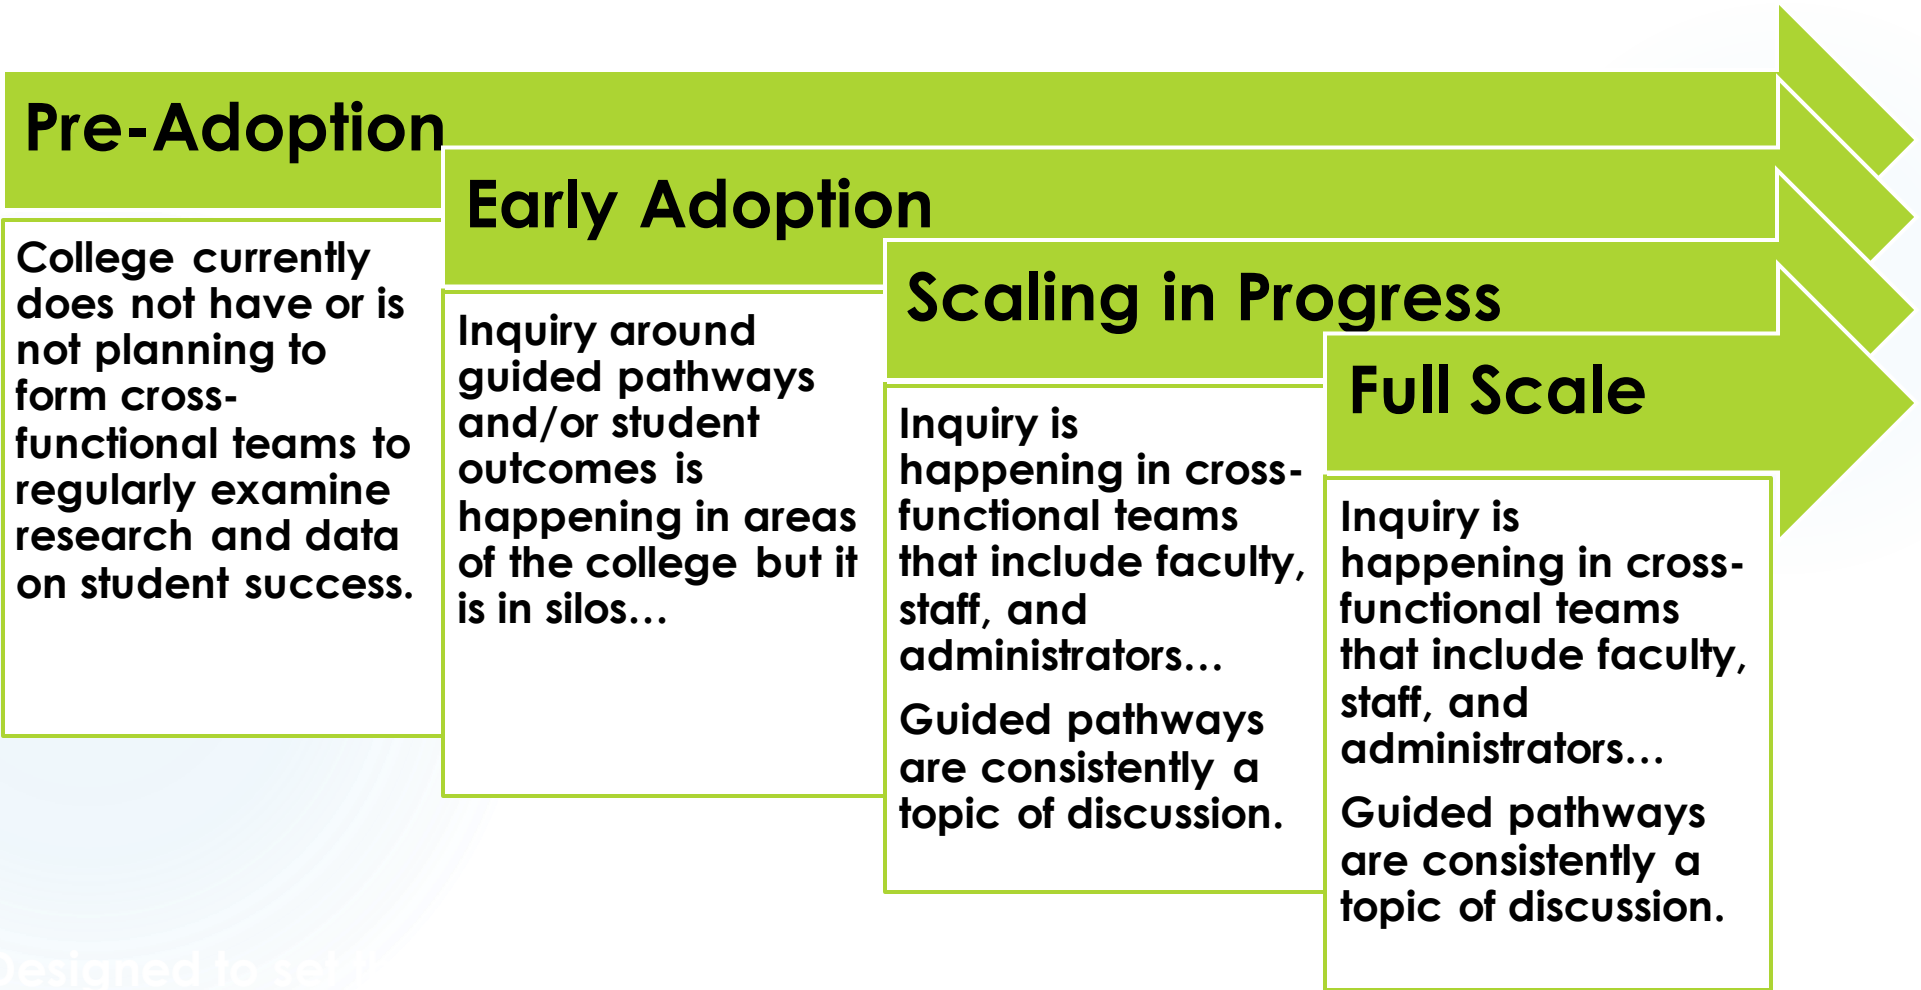 Pre-Adoption
College currently
does not have or is
not planning to
form cross-
functional teams to
regularly examine
research and data
on student success.
Early Adoption
Inquiry around
guided pathways
and/or student
outcomes is
happening in areas
of the college but it
is in silos…
Scaling in Progress
Inquiry is
happening in cross-
functional teams
that include faculty,
staff, and
administrators…
Guided pathways
are consistently a
topic of discussion.
Full Scale
Inquiry is
happening in cross-
functional teams
that include faculty,
staff, and
administrators…
Guided pathways
are consistently a
topic of discussion.
Designed to set